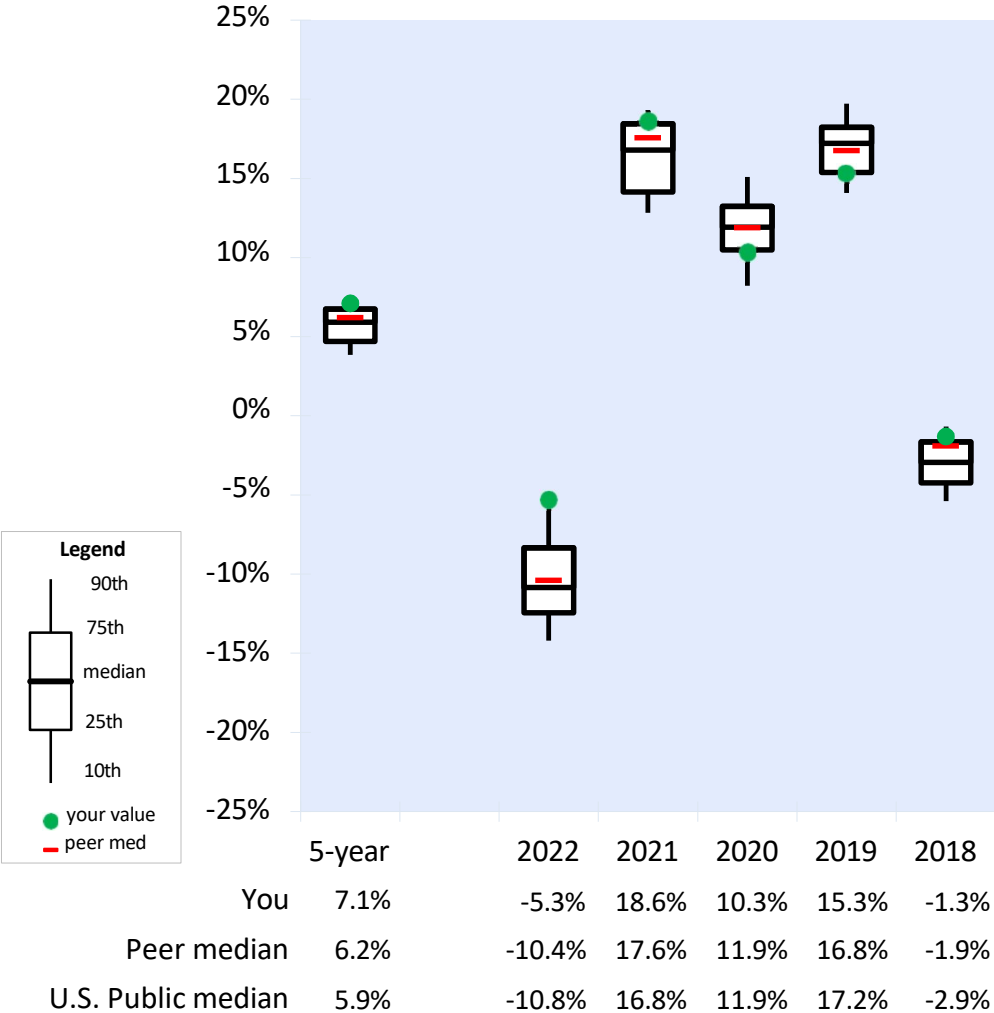 25%
20%
15%
10%
5%
0%
-5%
-10%
-15%
-20%
-25%
Legend
90th
75th
median
25th
10th
your value
peer med
5-year 2022 2021 2020 2019 2018
You 7.1% -5.3% 18.6% 10.3% 15.3% -1.3%
Peer median 6.2% -10.4% 17.6% 11.9% 16.8% -1.9%
U.S. Public median 5.9% -10.8% 16.8% 11.9% 17.2% -2.9%